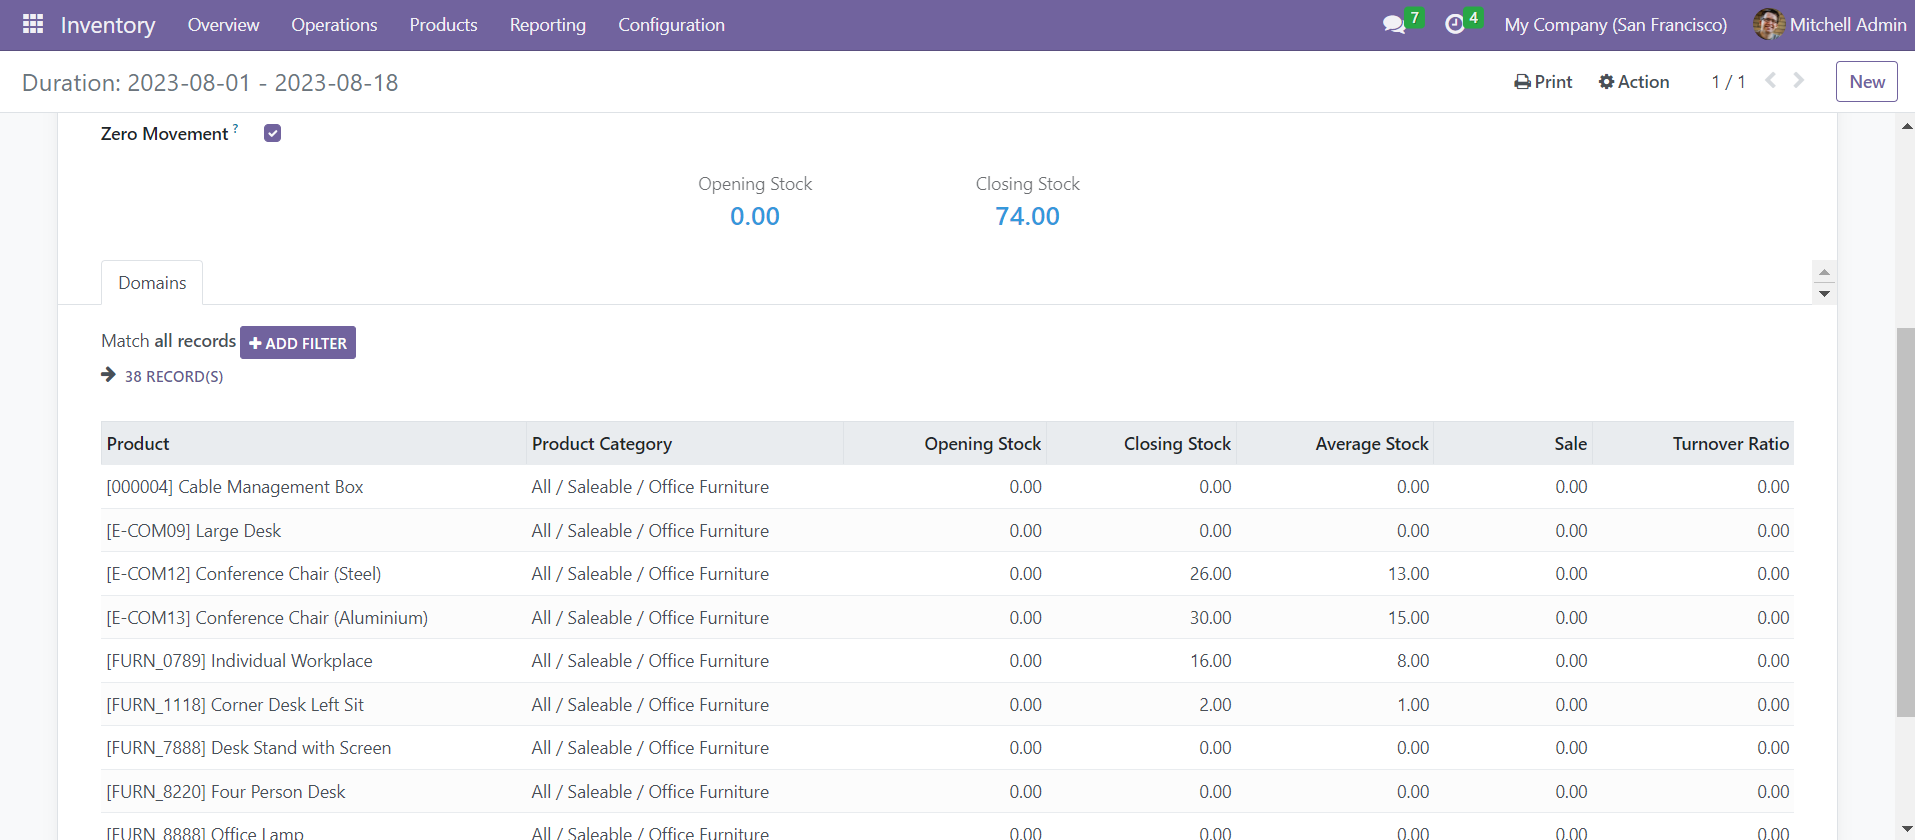 Inventory Overview Operations Products Reporting Configuration 7 4 My Company (San Francisco) Mitchell Admin
Duration: 2023-08-01 - 2023-08-18 Print Action 1 / 1 New
Zero Movement ?
Opening Stock Closing Stock
0.00 74.00
Domains
Match all records + ADD FILTER
38 RECORD(S)
Product Product Category Opening Stock Closing Stock Average Stock Sale Turnover Ratio
[000004] Cable Management Box All / Saleable / Office Furniture 0.00 0.00 0.00 0.00 0.00
[E-COM09] Large Desk All / Saleable / Office Furniture 0.00 0.00 0.00 0.00 0.00
[E-COM12] Conference Chair (Steel) All / Saleable / Office Furniture 0.00 26.00 13.00 0.00 0.00
[E-COM13] Conference Chair (Aluminium) All / Saleable / Office Furniture 0.00 30.00 15.00 0.00 0.00
[FURN_0789] Individual Workplace All / Saleable / Office Furniture 0.00 16.00 8.00 0.00 0.00
[FURN_1118] Corner Desk Left Sit All / Saleable / Office Furniture 0.00 2.00 1.00 0.00 0.00
[FURN_7888] Desk Stand with Screen All / Saleable / Office Furniture 0.00 0.00 0.00 0.00 0.00
[FURN_8220] Four Person Desk All / Saleable / Office Furniture 0.00 0.00 0.00 0.00 0.00
[FURN_8888] Office Lamp All / Saleable / Office Furniture 0.00 0.00 0.00 0.00 0.00